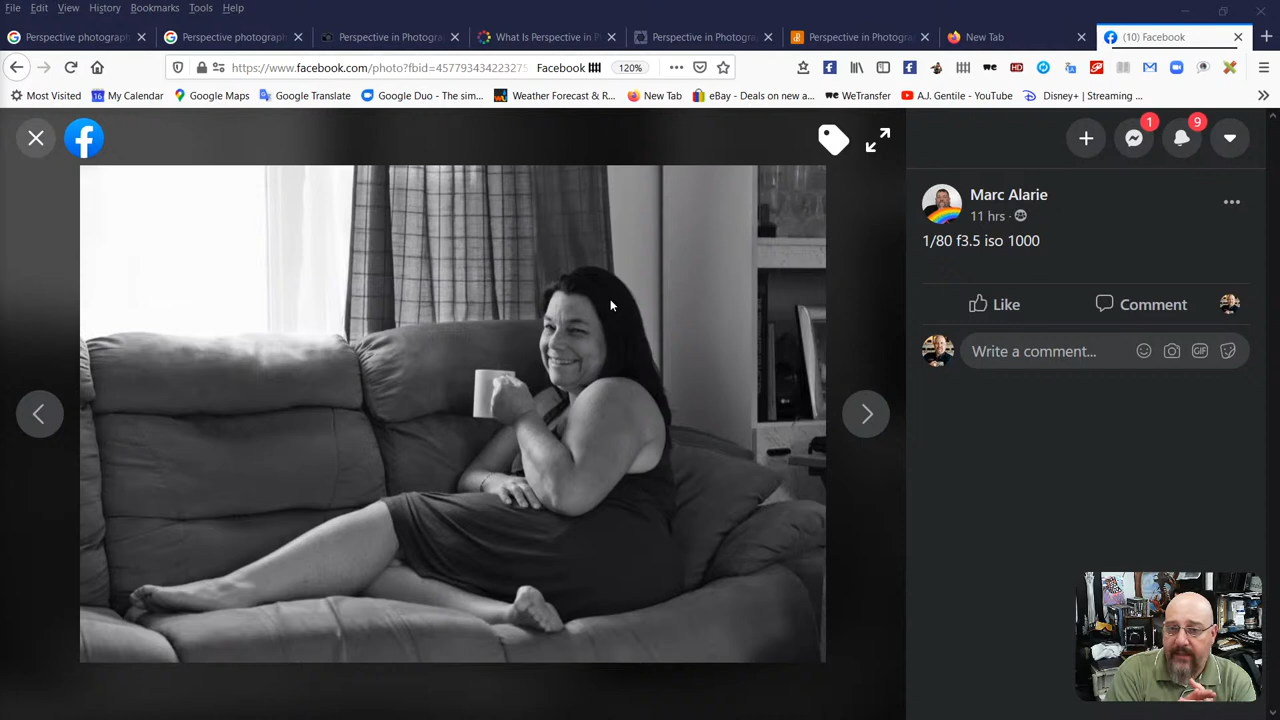 File Edit View History Bookmarks Tools Help
Perspective photograph Perspective photograph Perspective in Photogra What Is Perspective in P Perspective in Photogra Perspective in Photogra New Tab (10) Facebook
https://www.facebook.com/photo?fbid=457793434223275 Facebook 120%
Most Visited 16 My Calendar Google Maps Google Translate Google Duo - The sim... Weather Forecast & R... New Tab eBay - Deals on new a... WeTransfer A.J. Gentile - YouTube Disney+ | Streaming ...
1 9
Marc Alarie
11 hrs ·
1/80 f3.5 iso 1000
Like Comment
Write a comment... GIF